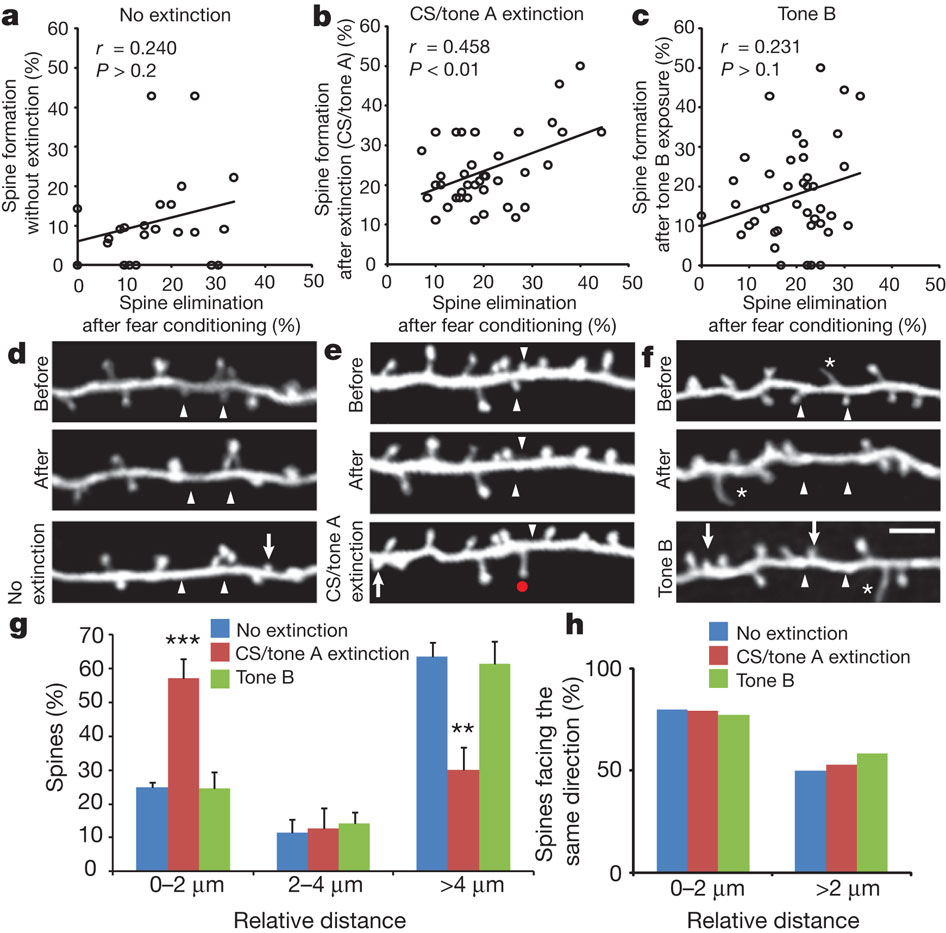 a
No extinction
r = 0.240
P > 0.2
Spine formation
without extinction (%)
60
50
40
30
20
10
0
0
10
20
30
40
50
Spine elimination
after fear conditioning (%)
b
CS/tone A extinction
r = 0.458
P < 0.01
Spine formation
after extinction (CS/tone A) (%)
60
50
40
30
20
10
0
0
10
20
30
40
50
Spine elimination
after fear conditioning (%)
c
Tone B
r = 0.231
P > 0.1
Spine formation
after tone B exposure (%)
60
50
40
30
20
10
0
0
10
20
30
40
50
Spine elimination
after fear conditioning (%)
d
Before
After
No
extinction
e
Before
After
CS/tone A
extinction
f
Before
*
After
*
Tone B
*
g
Spines (%)
70
60
50
40
30
20
10
0
***
**
No extinction
CS/tone A extinction
Tone B
0–2 μm
2–4 μm
>4 μm
Relative distance
h
Spines facing the
same direction (%)
100
50
0
No extinction
CS/tone A extinction
Tone B
0–2 μm
>2 μm
Relative distance